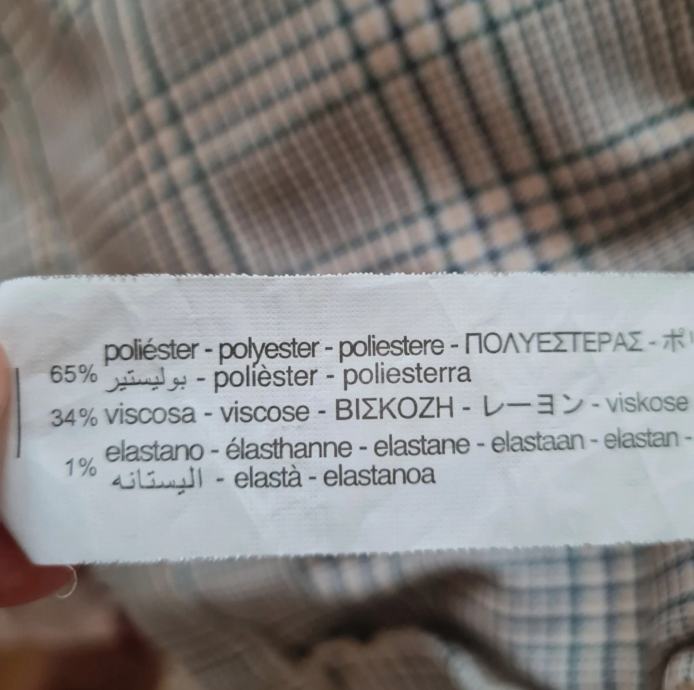 poliéster - polyester - poliestere - ΠΟΛΥΕΣΤΕΡΑΣ -
65% بوليستير - polièster - poliesterra
34% viscosa - viscose - ΒΙΣΚΟΖΗ - レーヨン - viskose
elastano - élasthanne - elastane - elastaan - elastan -
1% اليستانه - elastà - elastanoa